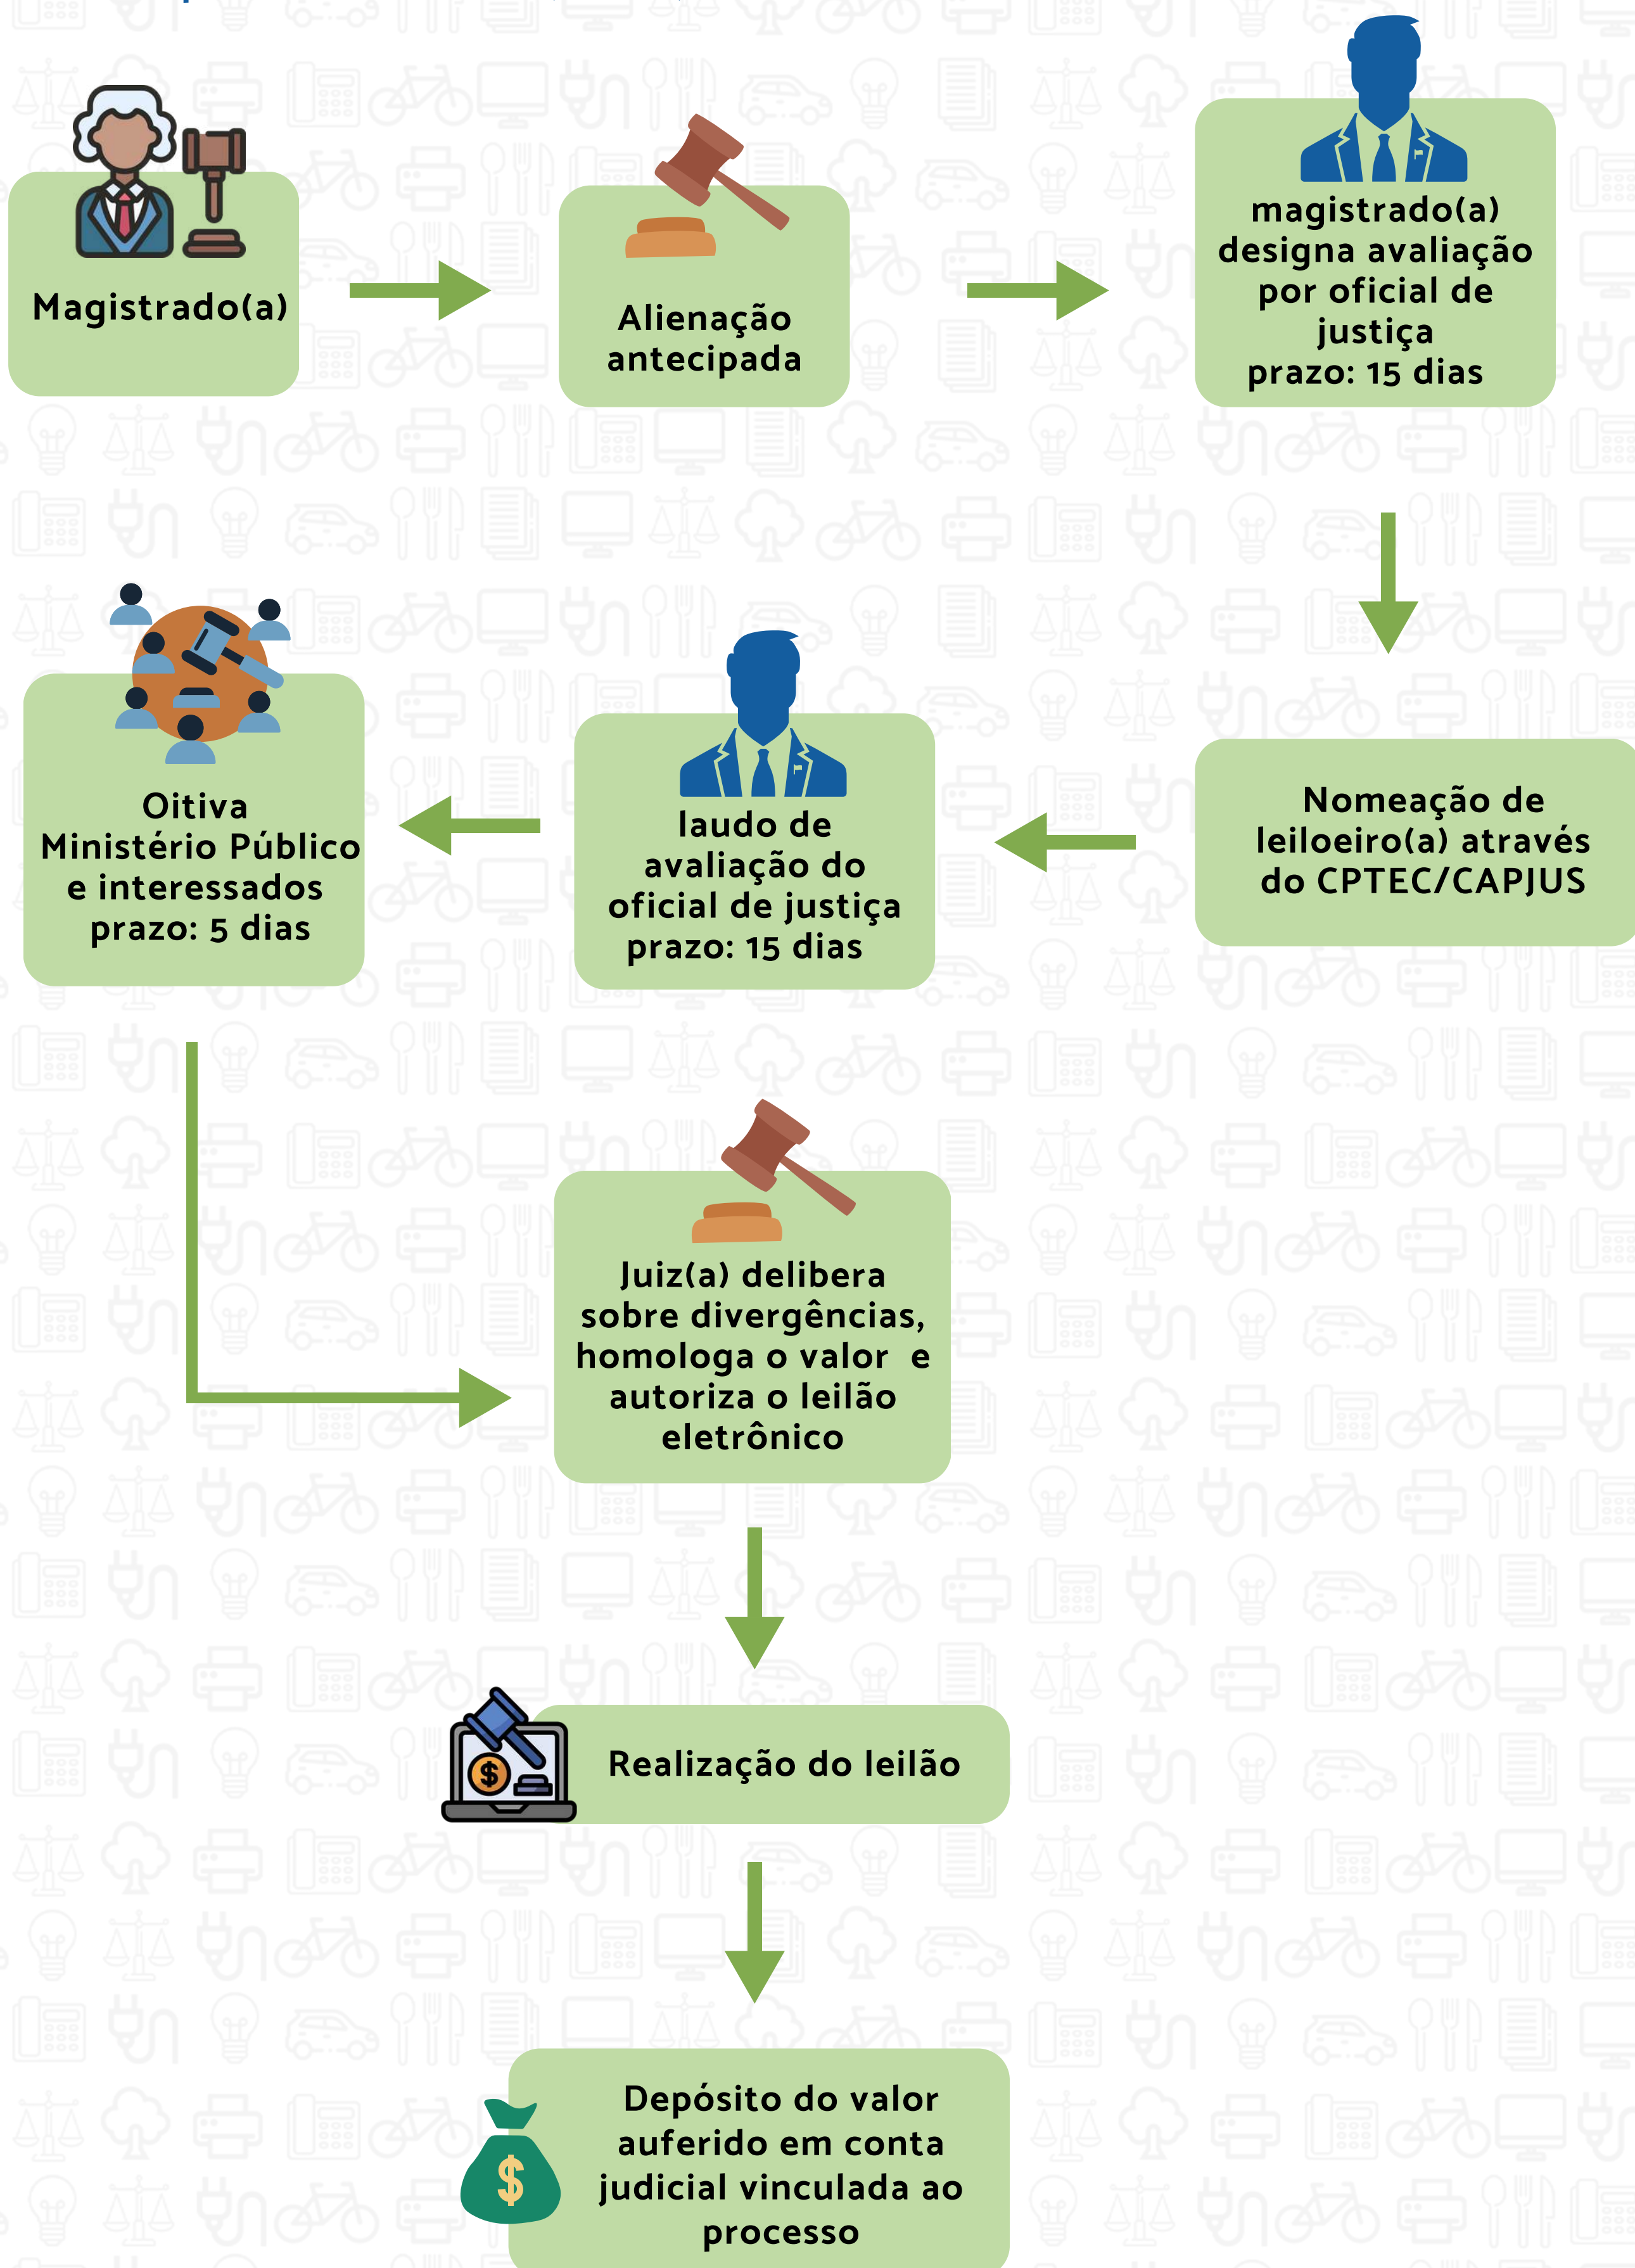 Magistrado(a)
Alienação
antecipada
magistrado(a)
designa avaliação
por oficial de
justiça
prazo: 15 dias
Nomeação de
leiloeiro(a) através
do CPTEC/CAPJUS
laudo de
avaliação do
oficial de justiça
prazo: 15 dias
Oitiva
Ministério Público
e interessados
prazo: 5 dias
Juiz(a) delibera
sobre divergências,
homologa o valor e
autoriza o leilão
eletrônico
Realização do leilão
Depósito do valor
auferido em conta
judicial vinculada ao
processo